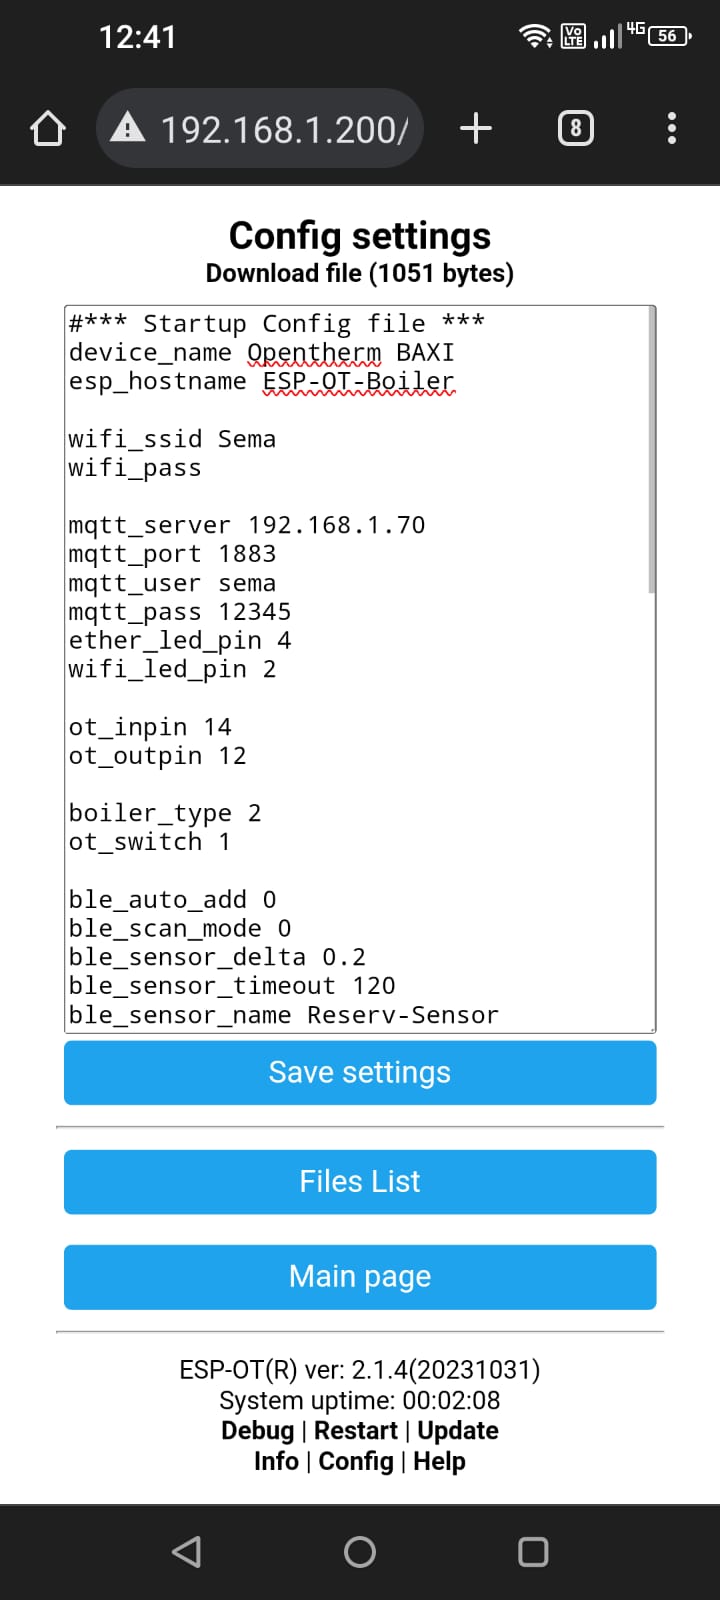 12:41
Vo
LTE
4G
56
192.168.1.200/
8
Config settings
Download file (1051 bytes)
#*** Startup Config file ***
device_name Opentherm BAXI
esp_hostname ESP-OT-Boiler
wifi_ssid Sema
wifi_pass
mqtt_server 192.168.1.70
mqtt_port 1883
mqtt_user sema
mqtt_pass 12345
ether_led_pin 4
wifi_led_pin 2
ot_inpin 14
ot_outpin 12
boiler_type 2
ot_switch 1
ble_auto_add 0
ble_scan_mode 0
ble_sensor_delta 0.2
ble_sensor_timeout 120
ble_sensor_name Reserv-Sensor
Save settings
Files List
Main page
ESP-OT(R) ver: 2.1.4(20231031)
System uptime: 00:02:08
Debug | Restart | Update
Info | Config | Help